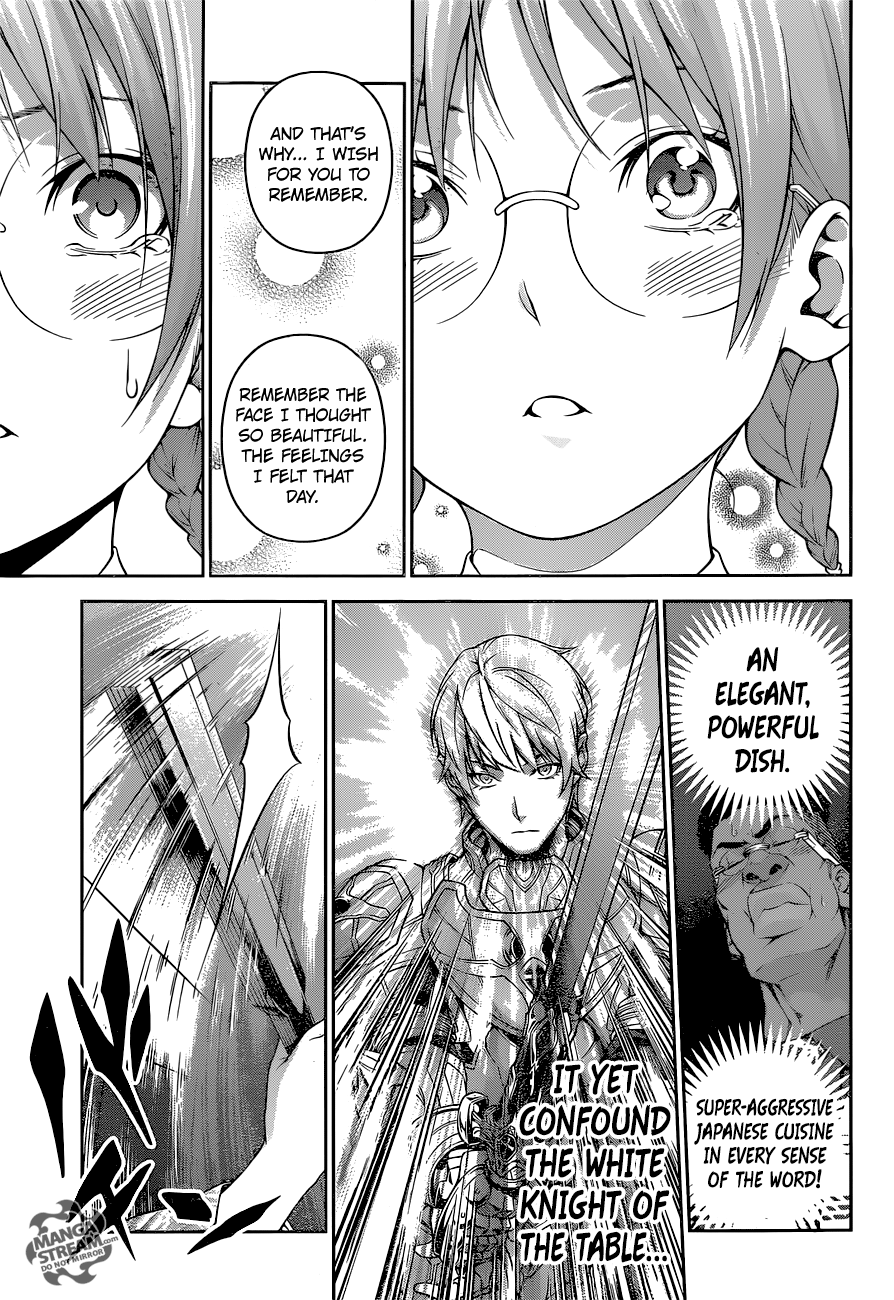 AND THAT'S
WHY... I WISH
FOR YOU TO
REMEMBER.
REMEMBER THE
FACE I THOUGHT
SO BEAUTIFUL.
THE FEELINGS
I FELT THAT
DAY.
AN
ELEGANT,
POWERFUL
DISH.
SUPER-AGGRESSIVE
JAPANESE CUISINE
IN EVERY SENSE
OF THE WORD!
IT YET
CONFOUND
THE WHITE
KNIGHT OF
THE TABLE...
MANGA
STREAM.com
DO NOT MIRROR